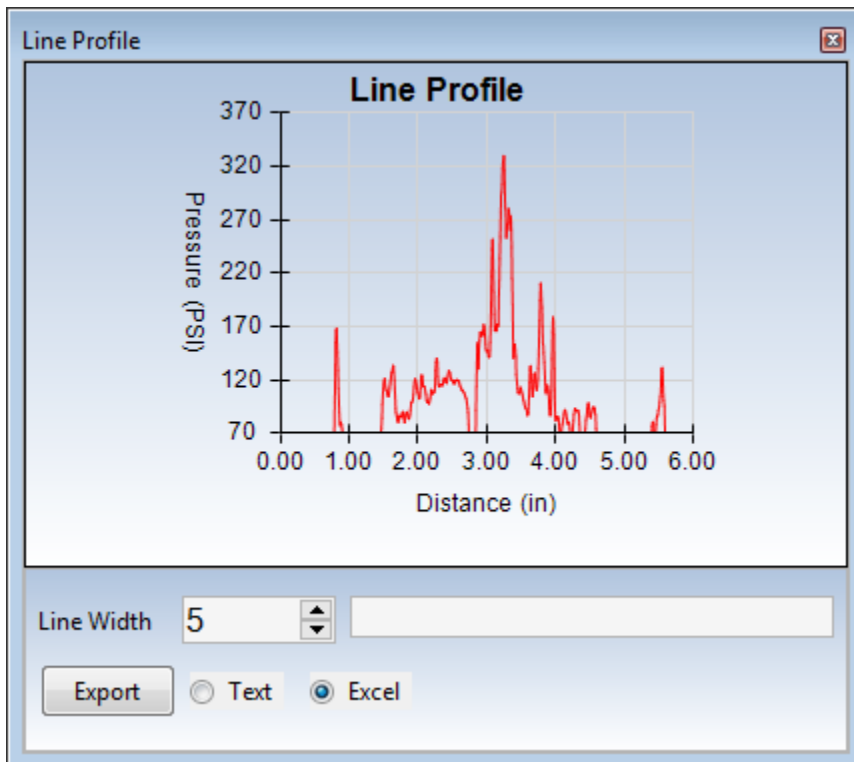 Line Profile
Line Profile
370
320
270
220
170
120
70
Pressure (PSI)
0.00 1.00 2.00 3.00 4.00 5.00 6.00
Distance (in)
Line Width 5
Export Text Excel